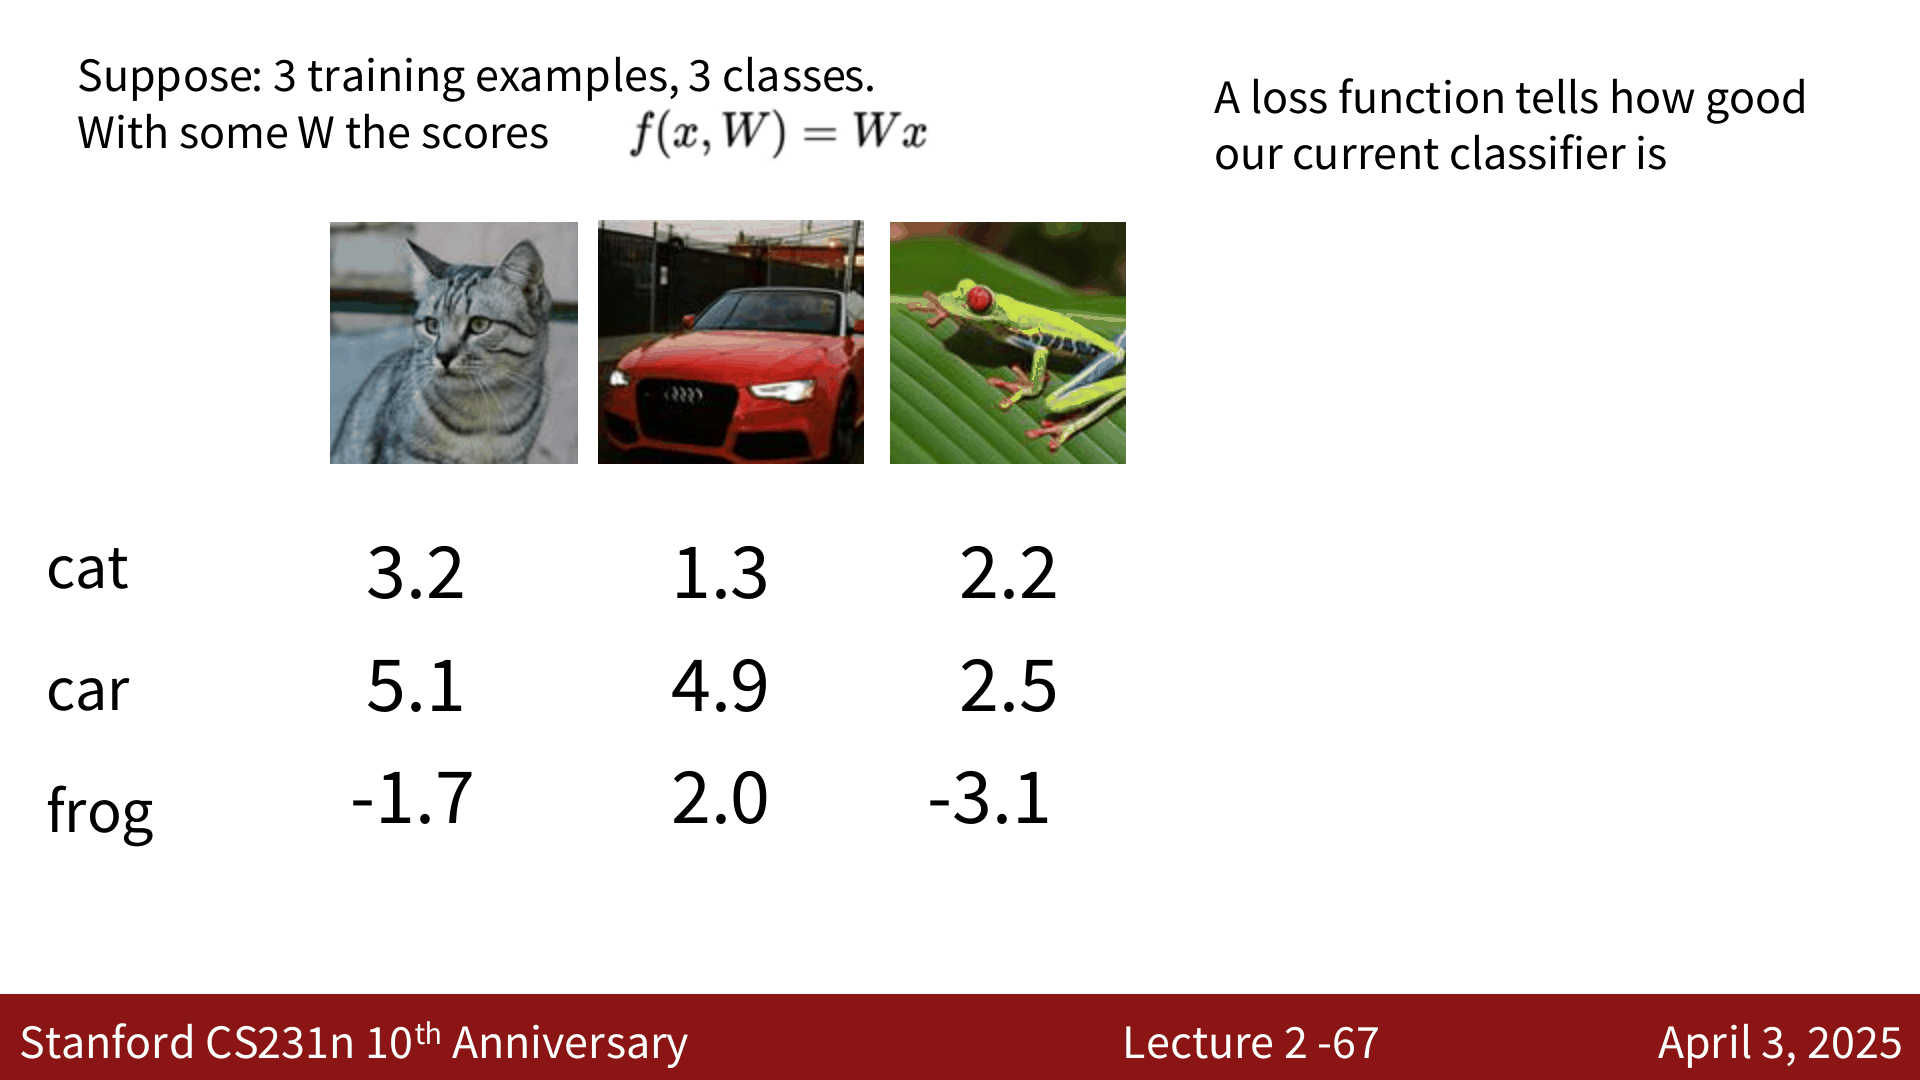 Suppose: 3 training examples, 3 classes.
With some W the scores f(x, W) = Wx
A loss function tells how good
our current classifier is
cat 3.2 1.3 2.2
car 5.1 4.9 2.5
frog -1.7 2.0 -3.1
Stanford CS231n 10th Anniversary Lecture 2 -67 April 3, 2025